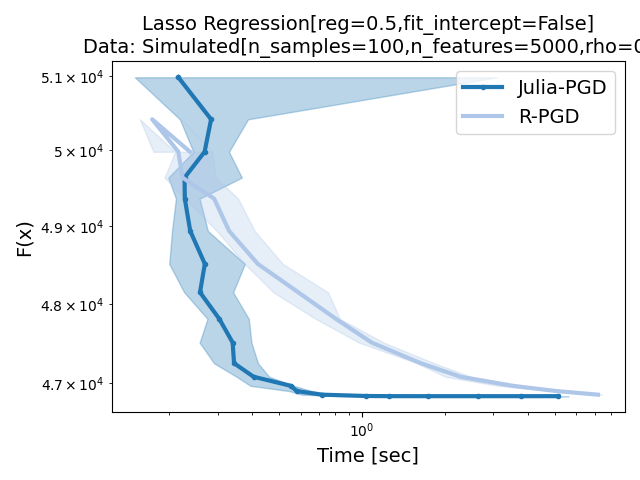 Lasso Regression[reg=0.5,fit_intercept=False]
Data: Simulated[n_samples=100,n_features=5000,rho=0
Julia-PGD
R-PGD
5.1 × 10⁴
5 × 10⁴
4.9 × 10⁴
4.8 × 10⁴
4.7 × 10⁴
F(x)
10⁰
Time [sec]